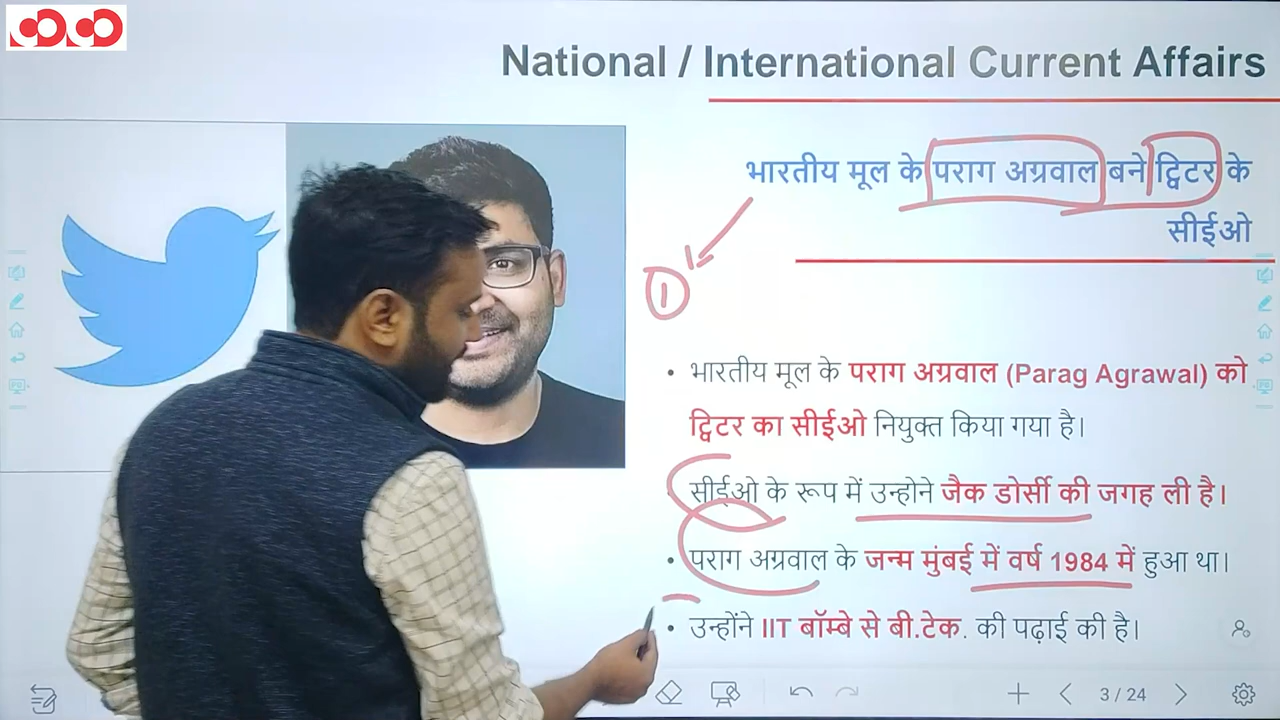 National / International Current Affairs
भारतीय मूल के पराग अग्रवाल बने ट्विटर के
सीईओ
1
• भारतीय मूल के पराग अग्रवाल (Parag Agrawal) को
ट्विटर का सीईओ नियुक्त किया गया है।
सीईओ के रूप में उन्होने जैक डोर्सी की जगह ली है।
• पराग अग्रवाल के जन्म मुंबई में वर्ष 1984 में हुआ था।
• उन्होंने IIT बॉम्बे से बी.टेक. की पढ़ाई की है।
3 / 24